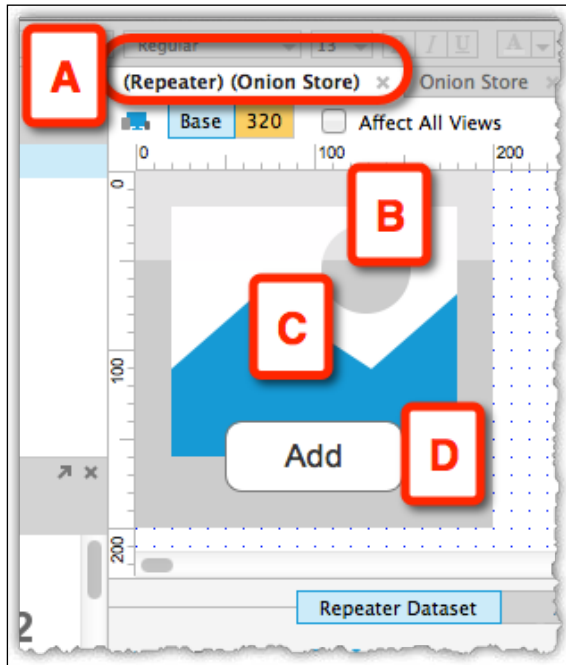 Regular 13 B I U A
A
(Repeater) (Onion Store) × Onion Store ×
Base 320 Affect All Views
0 100 200
0
B
C
100
Add D
200
Repeater Dataset
2